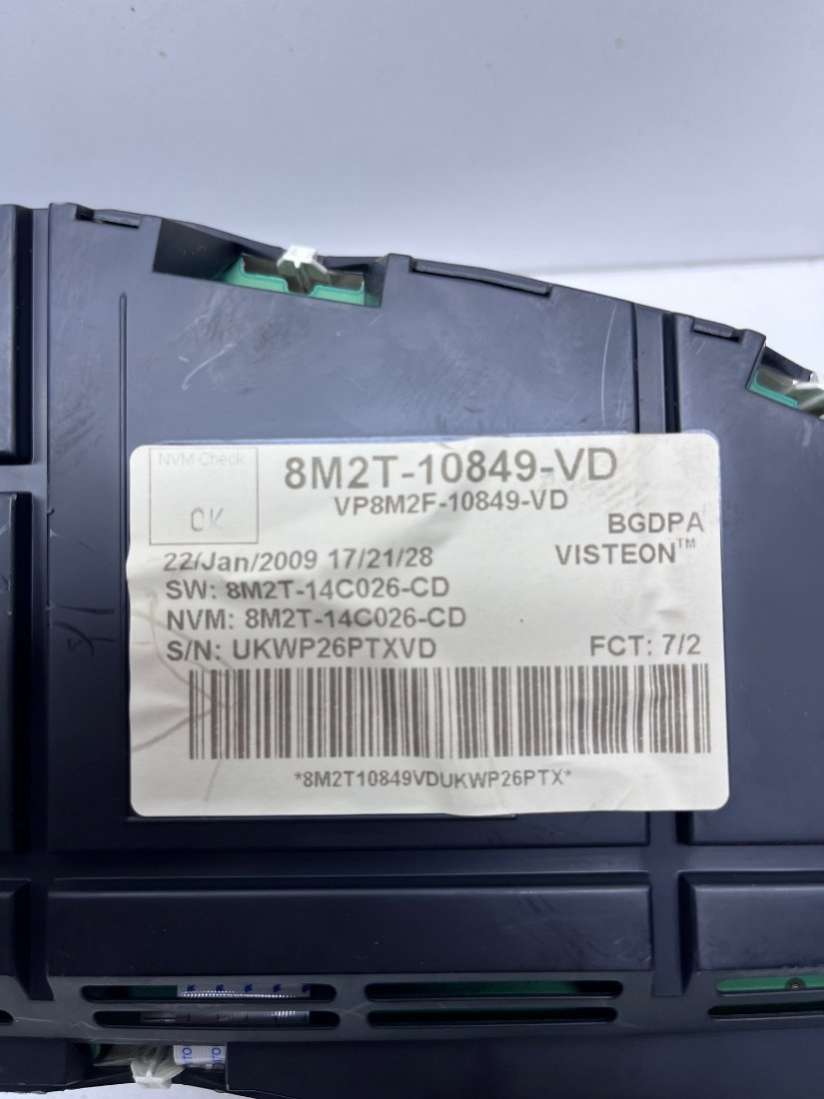 NVM Check
OK
8M2T-10849-VD
VP8M2F-10849-VD
BGDPA
22/Jan/2009 17/21/28
VISTEON™
SW: 8M2T-14C026-CD
NVM: 8M2T-14C026-CD
S/N: UKWP26PTXVD FCT: 7/2
*8M2T10849VDUKWP26PTX*